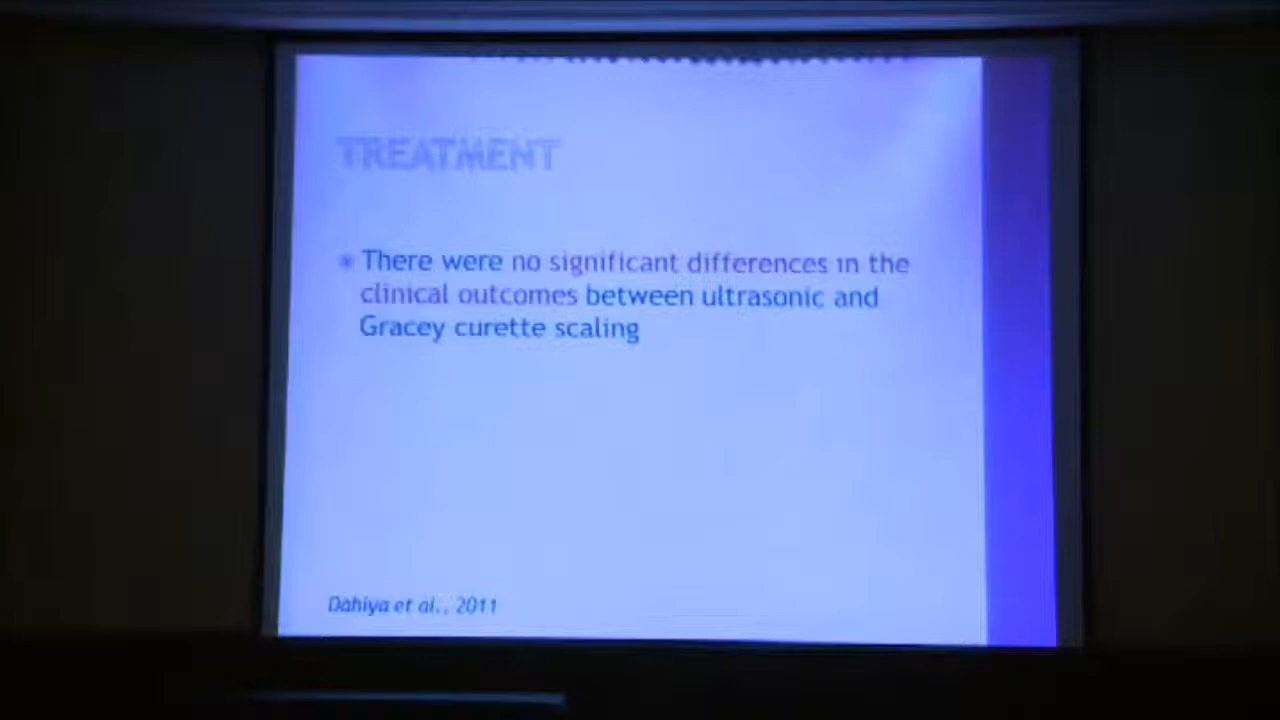 TREATMENT
There were no significant differences in the
clinical outcomes between ultrasonic and
Gracey curette scaling
Dahiya et al., 2011